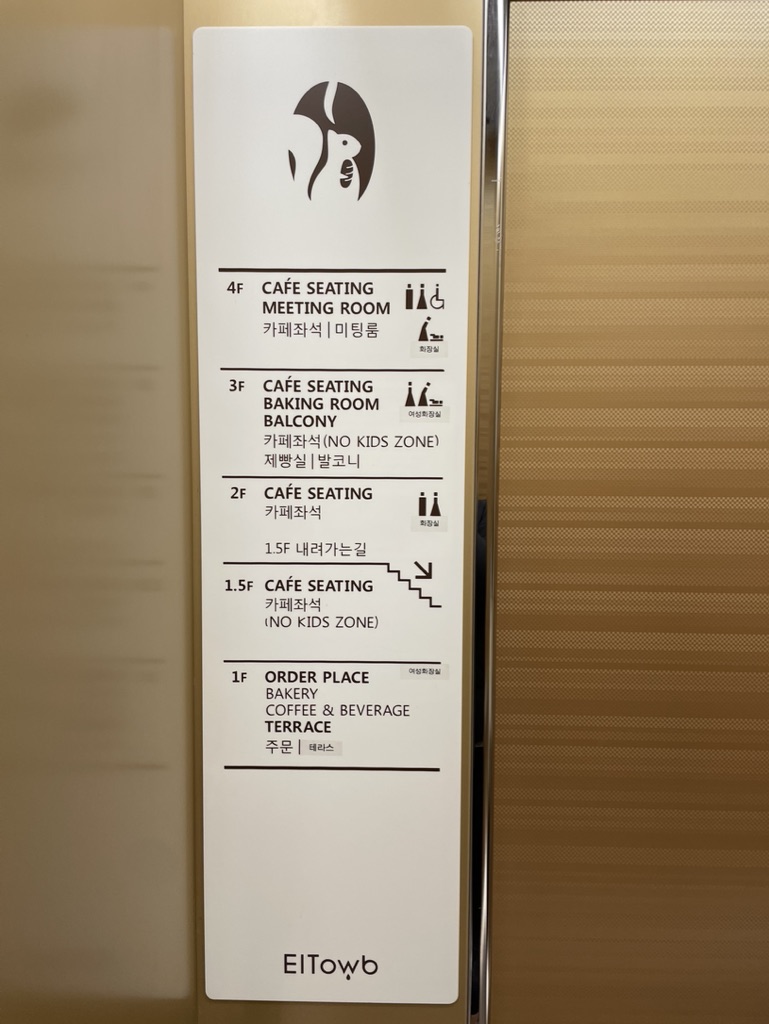 4F CAFÉ SEATING
MEETING ROOM
카페좌석 | 미팅룸
화장실
3F CAFÉ SEATING
BAKING ROOM
BALCONY
여성화장실
카페좌석(NO KIDS ZONE)
제빵실 | 발코니
2F CAFÉ SEATING
카페좌석
화장실
1.5F 내려가는길
1.5F CAFÉ SEATING
카페좌석
(NO KIDS ZONE)
여성화장실
1F ORDER PLACE
BAKERY
COFFEE & BEVERAGE
TERRACE
주문 | 테라스
ElTowb